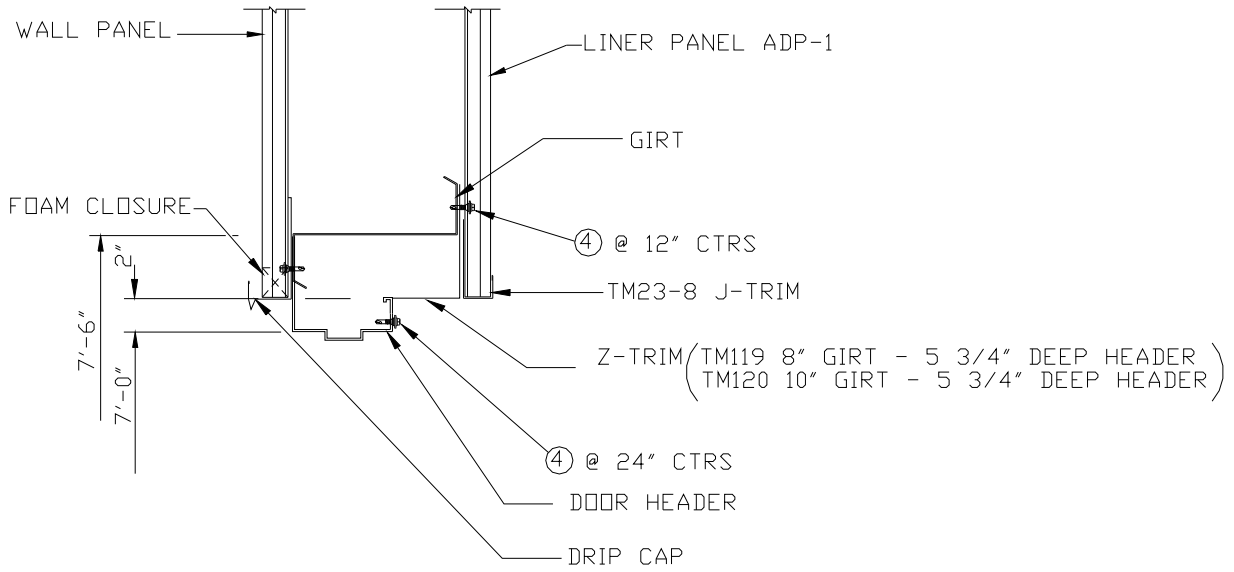 WALL PANEL
LINER PANEL ADP-1
GIRT
FOAM CLOSURE
4 @ 12" CTRS
2"
TM23-8 J-TRIM
7'-6"
Z-TRIM (TM119 8" GIRT - 5 3/4" DEEP HEADER
TM120 10" GIRT - 5 3/4" DEEP HEADER)
7'-0"
4 @ 24" CTRS
DOOR HEADER
DRIP CAP